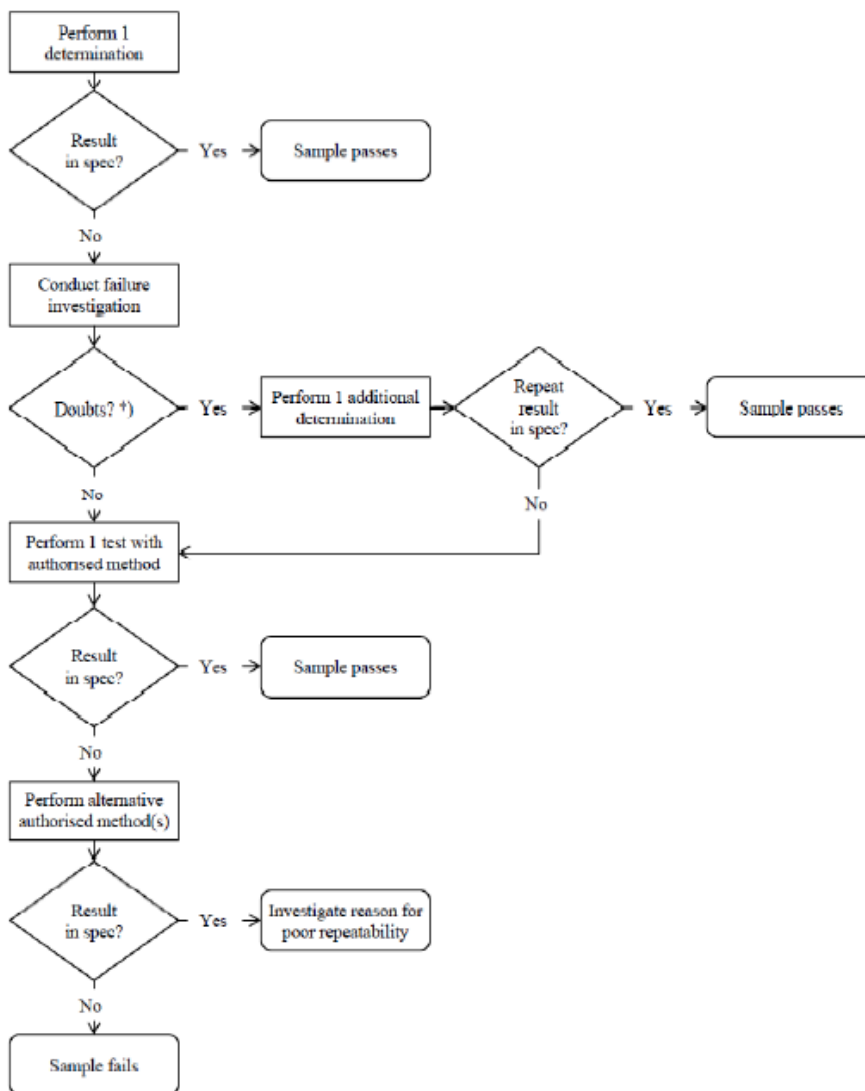 Perform 1
determination
Result
in spec?
Yes
Sample passes
No
Conduct failure
investigation
Doubts? *)
Yes
Perform 1 additional
determination
Repeat
result
in spec?
Yes
Sample passes
No
No
Perform 1 test with
authorised method
Result
in spec?
Yes
Sample passes
No
Perform alternative
authorised method(s)
Result
in spec?
Yes
Investigate reason for
poor repeatability
No
Sample fails